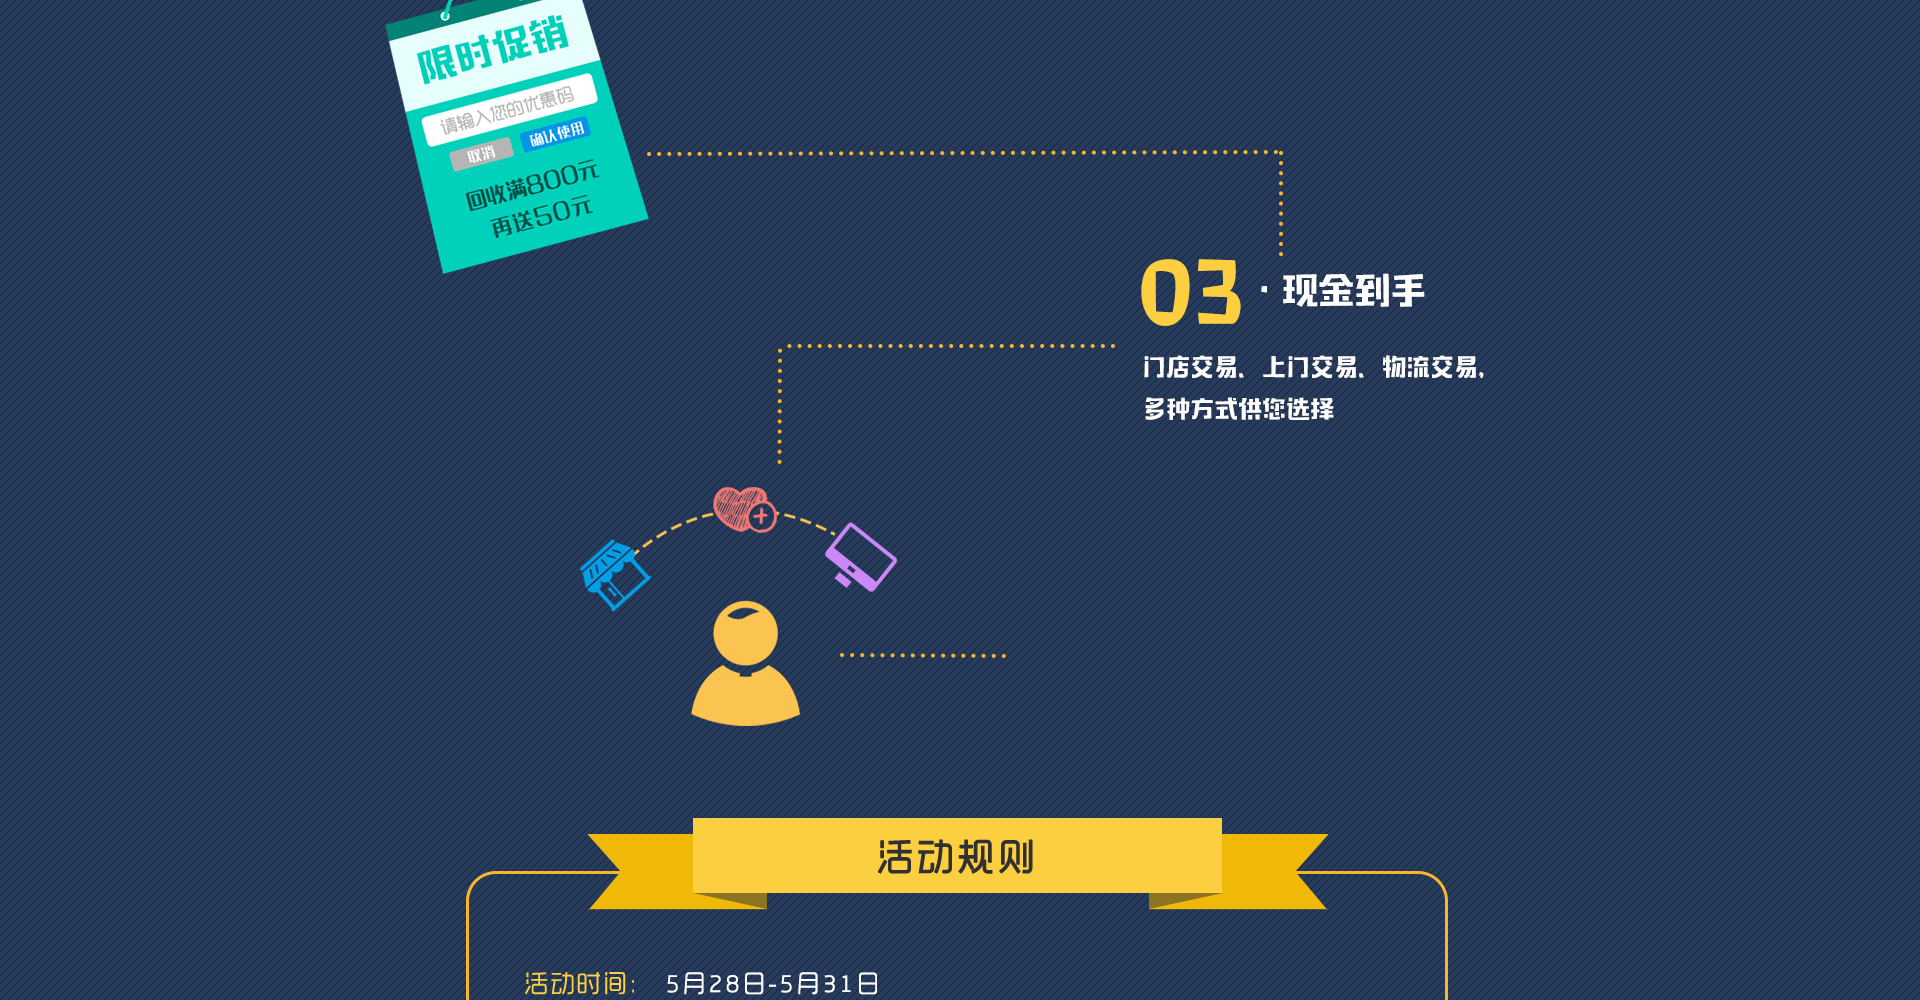 限时促销
请输入您的优惠码
取消
确认使用
回收满800元
再送50元
03 · 现金到手
门店交易、上门交易、物流交易，
多种方式供您选择
活动规则
活动时间： 5月28日-5月31日